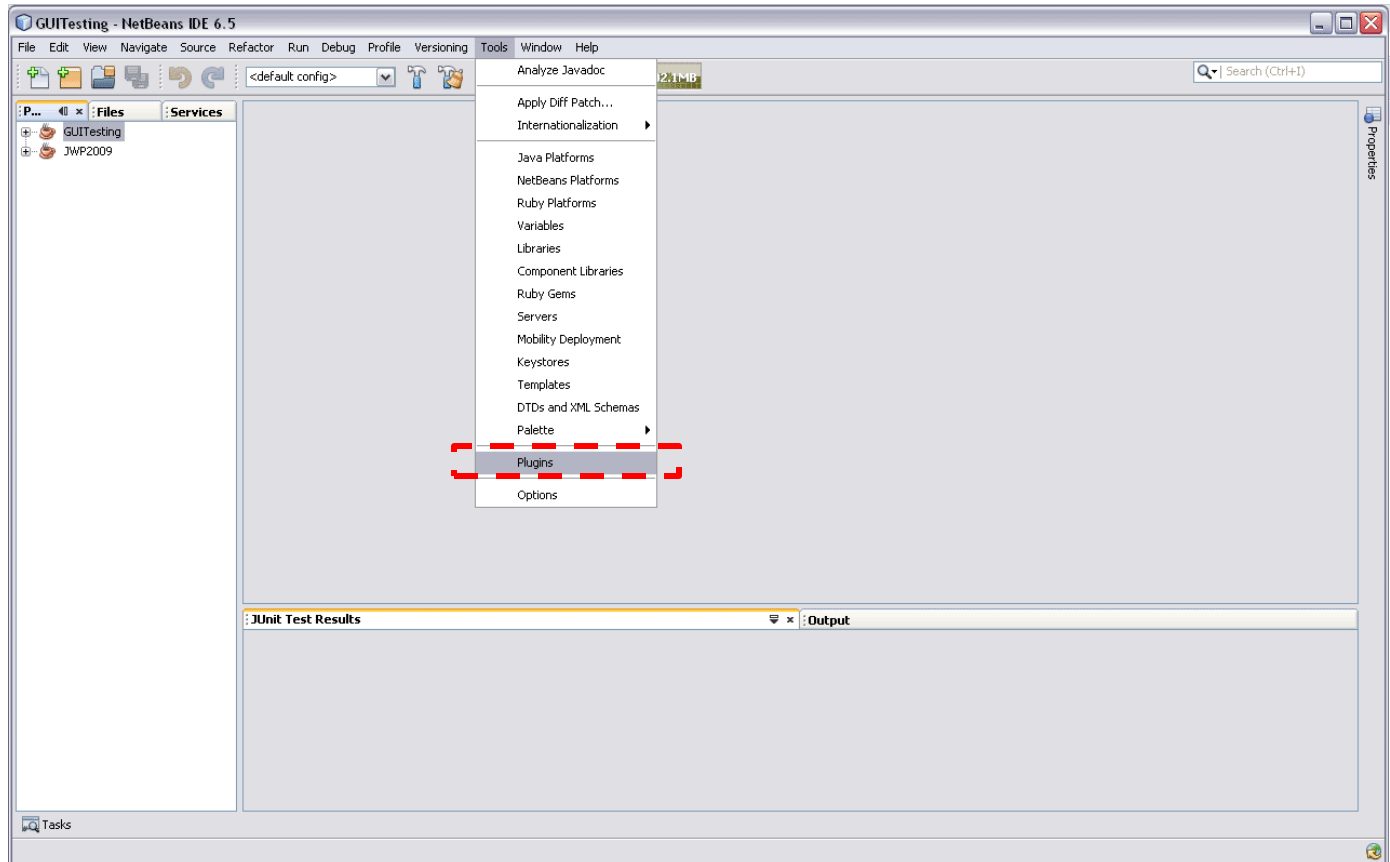 GUITesting - NetBeans IDE 6.5
File Edit View Navigate Source Refactor Run Debug Profile Versioning Tools Window Help
<default config>
2.1MB
Search (Ctrl+I)
P... Files Services
GUITesting
JWP2009
Analyze Javadoc
Apply Diff Patch...
Internationalization
Java Platforms
NetBeans Platforms
Ruby Platforms
Variables
Libraries
Component Libraries
Ruby Gems
Servers
Mobility Deployment
Keystores
Templates
DTDs and XML Schemas
Palette
Plugins
Options
Properties
JUnit Test Results
Output
Tasks